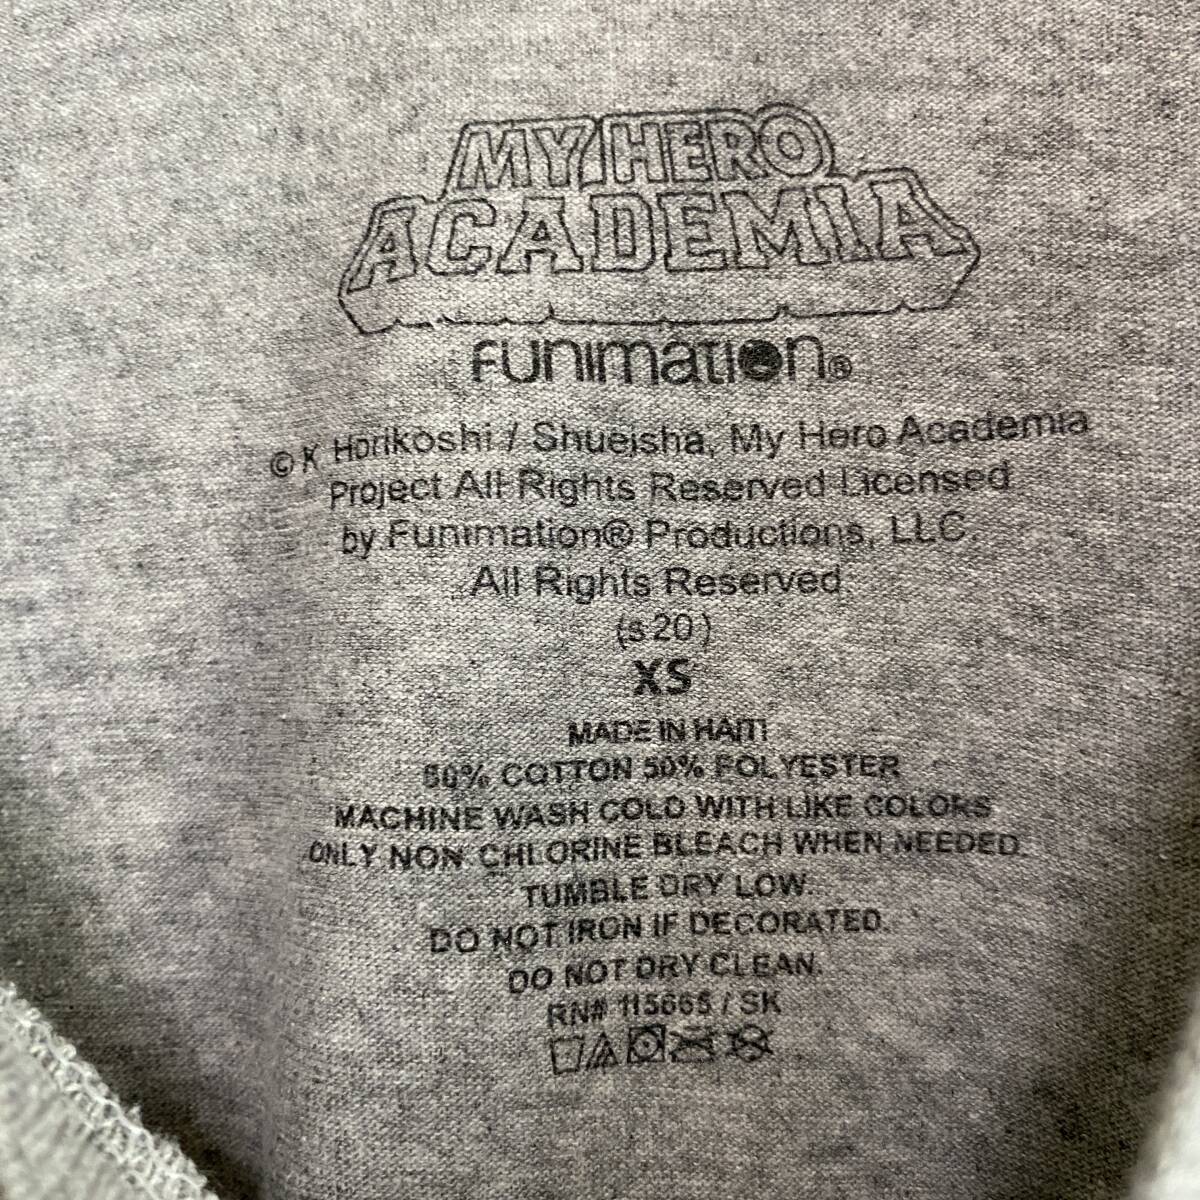 MY HERO
ACADEMIA
FUNIMATION®
© K Horikoshi / Shueisha, My Hero Academia
Project All Rights Reserved Licensed
by Funimation® Productions, LLC.
All Rights Reserved
(s20)
XS
MADE IN HAITI
50% COTTON 50% POLYESTER
MACHINE WASH COLD WITH LIKE COLORS
ONLY NON CHLORINE BLEACH WHEN NEEDED.
TUMBLE DRY LOW.
DO NOT IRON IF DECORATED.
DO NOT DRY CLEAN.
RN# 115665 / SK